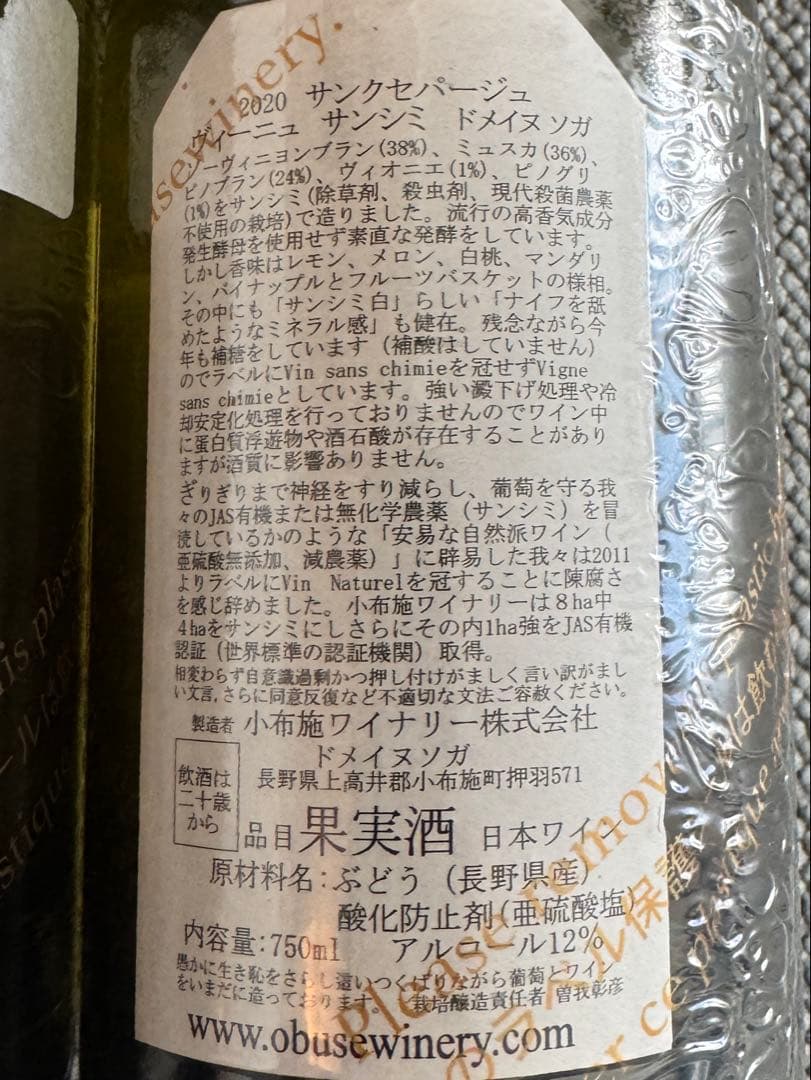 2020 サンクセパージュ
ヴィーニュ サンシミ ドメイヌ ソガ
ソーヴィニヨンブラン(38%)、ミュスカ(36%)、
ピノブラン(24%)、ヴィオニエ(1%)、ピノグリ
(1%)をサンシミ(除草剤、殺虫剤、現代殺菌農薬
不使用の栽培)で造りました。流行の高香気成分
発生酵母を使用せず素直な発酵をしています。
しかし香味はレモン、メロン、白桃、マンダリ
ン、パイナップルとフルーツバスケットの様相。
その中にも「サンシミ白」らしい「ナイフを舐
めたようなミネラル感」も健在。残念ながら今
年も補糖をしています（補酸はしていません）
のでラベルにVin sans chimieを冠せずVigne
sans chimieとしています。強い澱下げ処理や冷
却安定化処理を行っておりませんのでワイン中
に蛋白質浮遊物や酒石酸が存在することがあり
ますが酒質に影響ありません。
ぎりぎりまで神経をすり減らし、葡萄を守る我
々のJAS有機または無化学農薬（サンシミ）を冒
涜しているかのような「安易な自然派ワイン（
亜硫酸無添加、減農薬）」に辟易した我々は2011
よりラベルにVin Naturelを冠することに陳腐さ
を感じ辞めました。小布施ワイナリーは８ha中
4haをサンシミにしさらにその内1ha強をJAS有機
認証（世界標準の認証機関）取得。
相変わらず自意識過剰かつ押し付けがましく言い訳がまし
い文言,さらに同意反復など不適切な文法ご容赦ください。
製造者 小布施ワイナリー株式会社
ドメイヌソガ
長野県上高井郡小布施町押羽571
飲酒は
二十歳
から
品目 果実酒 日本ワイン
原材料名：ぶどう（長野県産）
酸化防止剤(亜硫酸塩)
内容量：750ml アルコール12%
愚かに生き恥をさらし這いつくばりながら葡萄とワイン
をいまだに造っております。 栽培醸造責任者 曽我彰彦
www.obusewinery.com
usewinery.
Please remov
のラベル保護